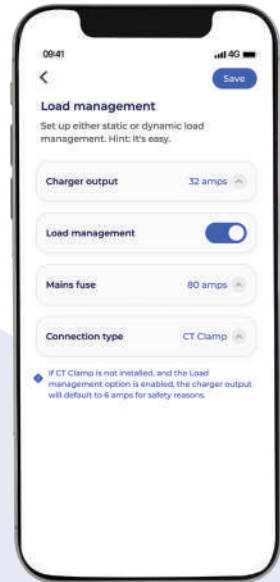 09:41
4G
Save
Load management
Set up either static or dynamic load
management. Hint: It's easy.
Charger output 32 amps
Load management
Mains fuse 80 amps
Connection type CT Clamp
If CT Clamp is not installed, and the Load
management option is enabled, the charger output
will default to 6 amps for safety reasons.